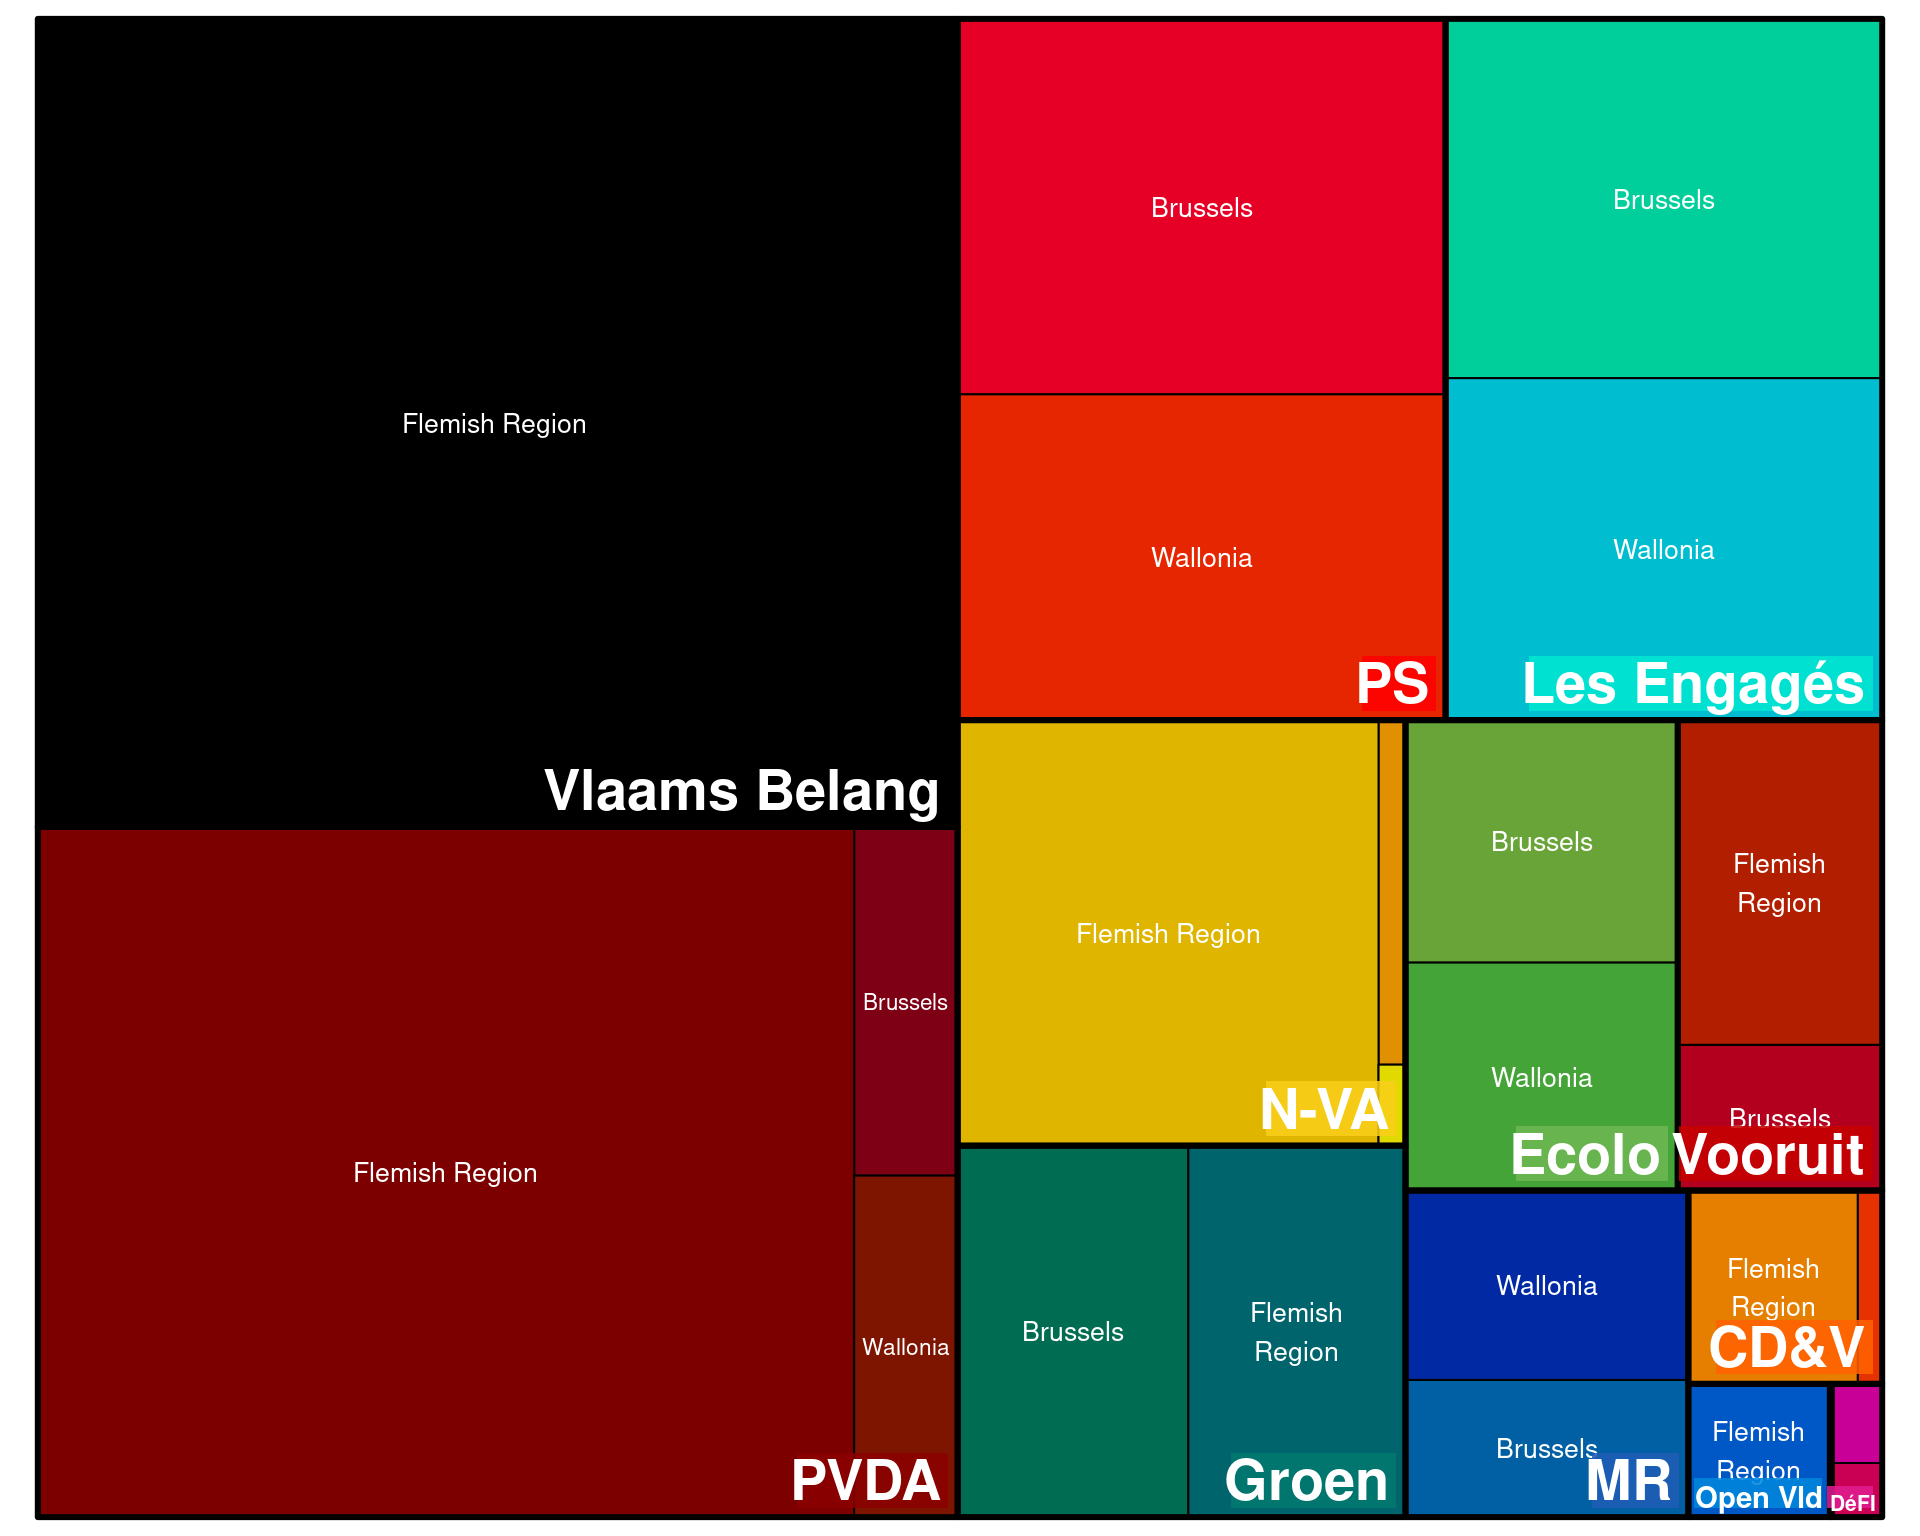 Flemish Region
Vlaams Belang
Flemish Region
Brussels
Wallonia
PVDA
Brussels
Wallonia
PS
Brussels
Wallonia
Les Engagés
Flemish Region
N-VA
Brussels
Flemish
Region
Groen
Brussels
Wallonia
Ecolo
Flemish
Region
Brussels
Vooruit
Wallonia
Brussels
MR
Flemish
Region
CD&V
Flemish
Region
Open Vld
DéFI